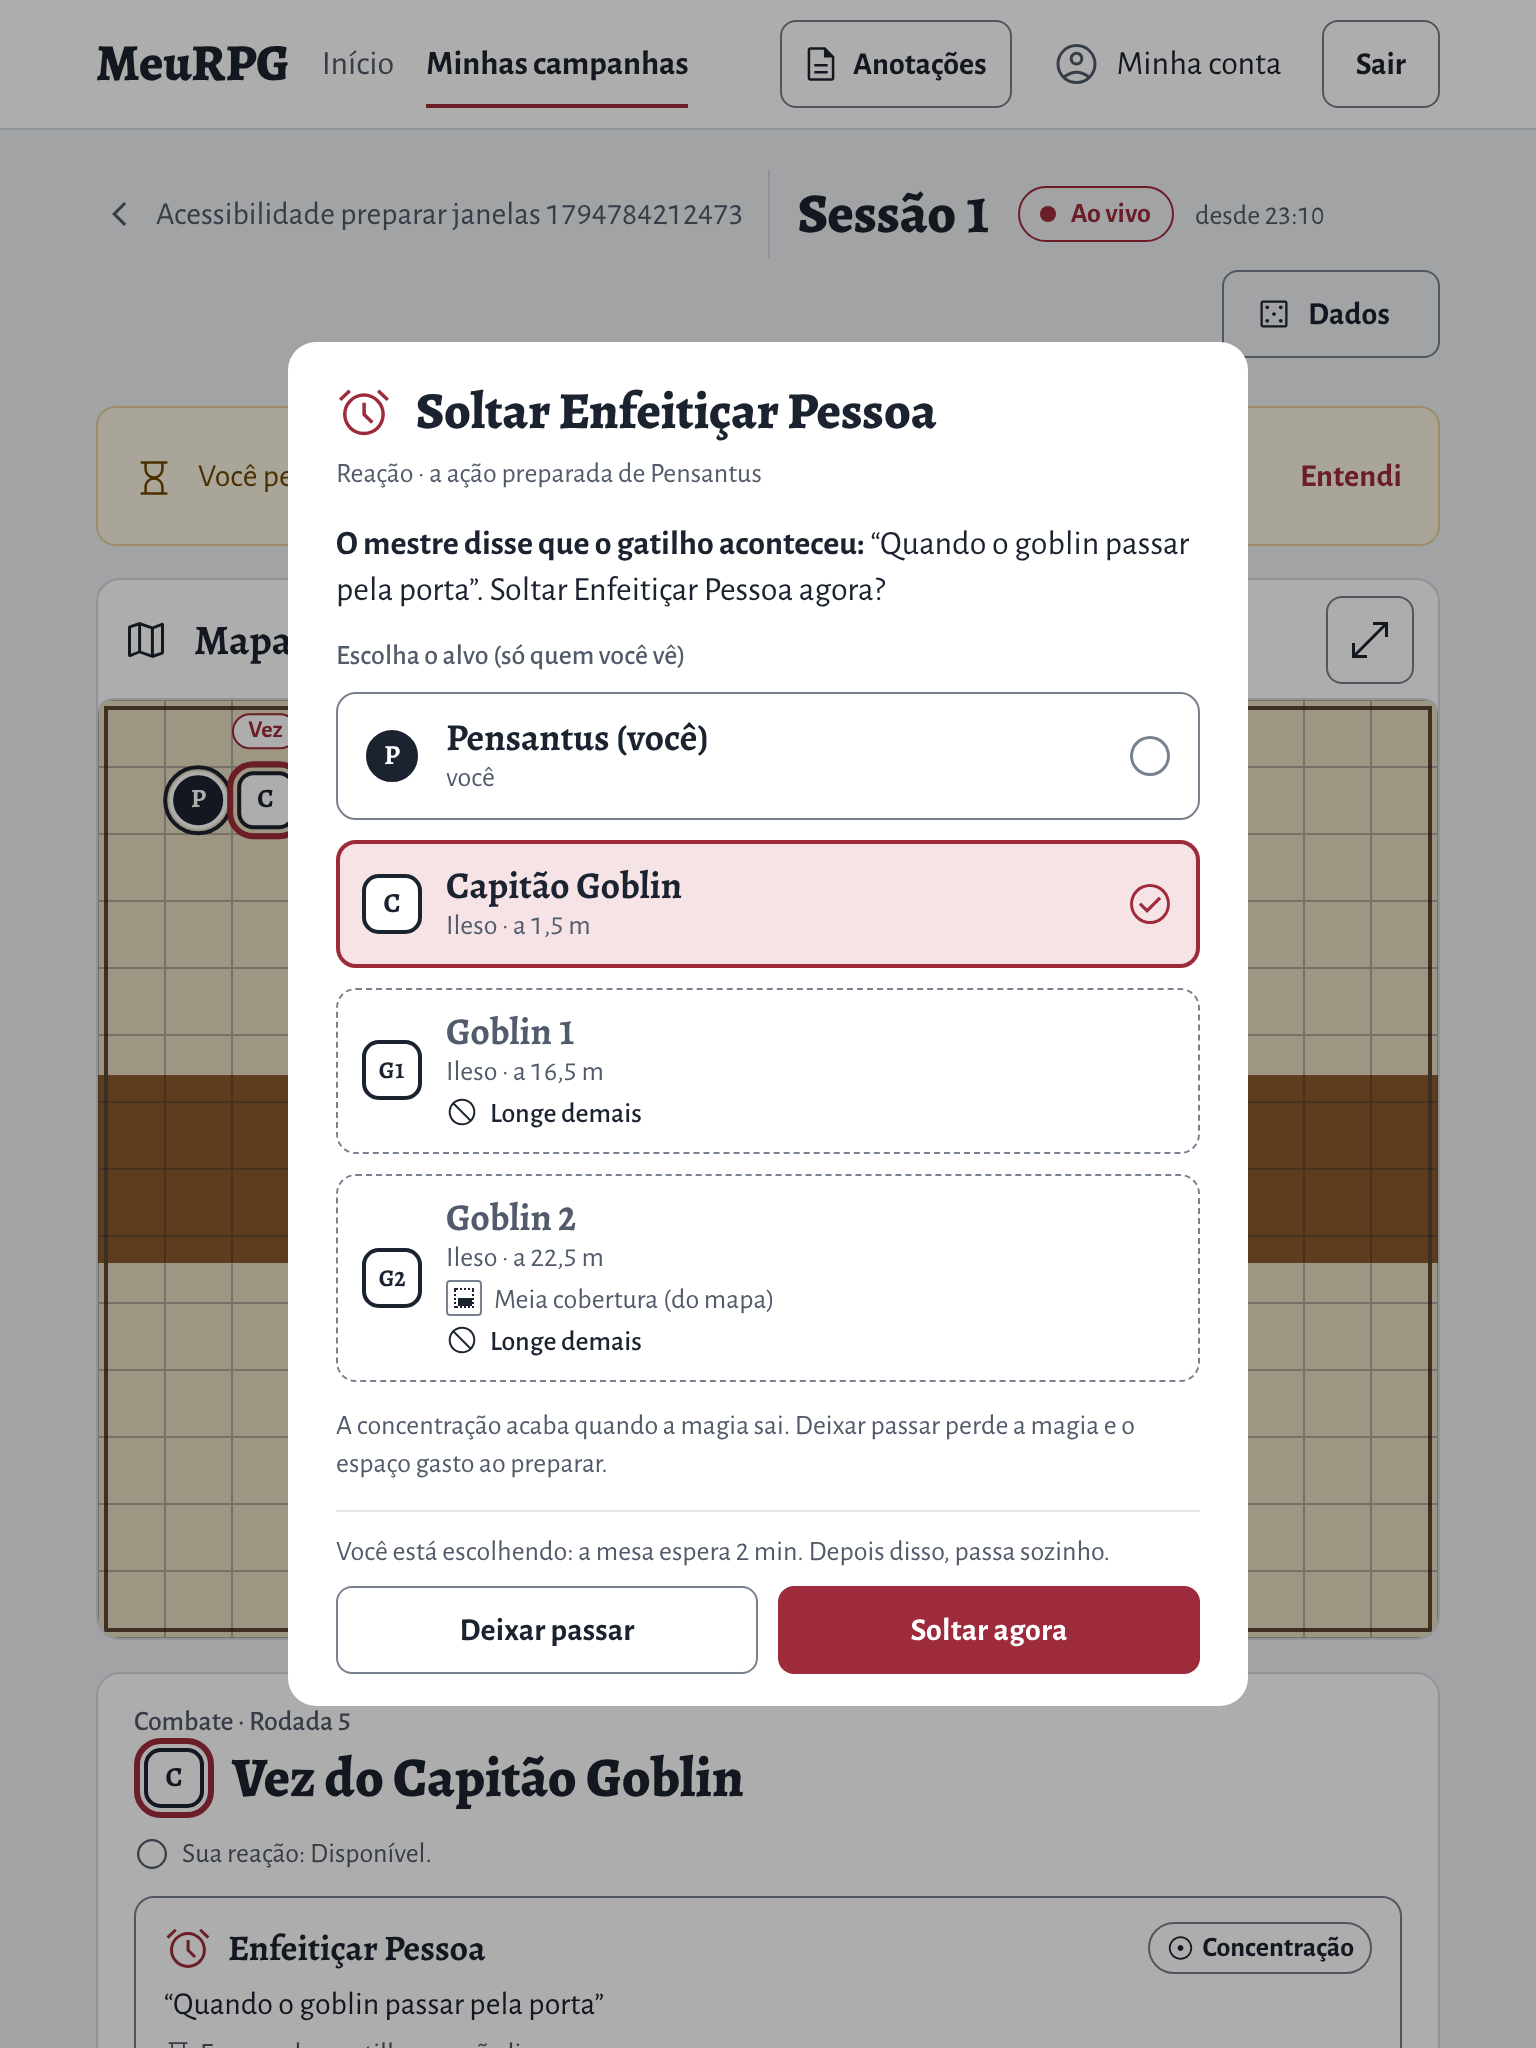 MeuRPG Início Minhas campanhas Anotações Minha conta Sair
Acessibilidade preparar janelas 1794784212473 Sessão 1 Ao vivo desde 23:10
Dados
Você pe
Entendi
Mapa
Vez
P C
Soltar Enfeitiçar Pessoa
Reação · a ação preparada de Pensantus
O mestre disse que o gatilho aconteceu: “Quando o goblin passar
pela porta”. Soltar Enfeitiçar Pessoa agora?
Escolha o alvo (só quem você vê)
P
Pensantus (você)
você
C
Capitão Goblin
Ileso · a 1,5 m
G1
Goblin 1
Ileso · a 16,5 m
Longe demais
G2
Goblin 2
Ileso · a 22,5 m
Meia cobertura (do mapa)
Longe demais
A concentração acaba quando a magia sai. Deixar passar perde a magia e o
espaço gasto ao preparar.
Você está escolhendo: a mesa espera 2 min. Depois disso, passa sozinho.
Deixar passar Soltar agora
Combate · Rodada 5
C Vez do Capitão Goblin
Sua reação: Disponível.
Enfeitiçar Pessoa Concentração
“Quando o goblin passar pela porta”